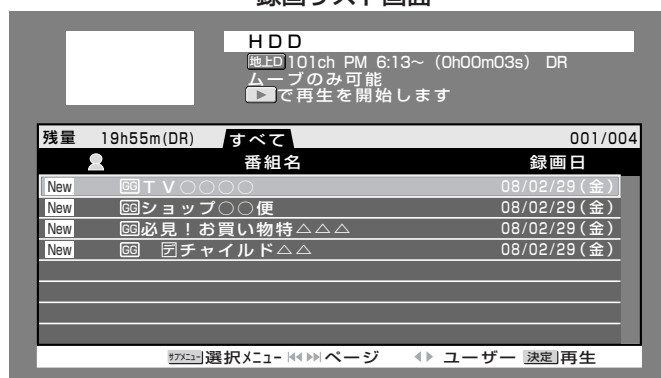 録画リスト画面
HDD
地上D 101ch PM 6:13~ (0h00m03s) DR
ムーブのみ可能
▶で再生を開始します
残量 19h55m(DR) すべて 001/004
番組名 録画日
New GG TV○○○○ 08/02/29(金)
New GG ショップ○○便 08/02/29(金)
New GG 必見!お買い物特△△△ 08/02/29(金)
New GG 字チャイルド△△ 08/02/29(金)
サブメニュー 選択メニュー ⏮⏭ページ ◀▶ ユーザー 決定 再生